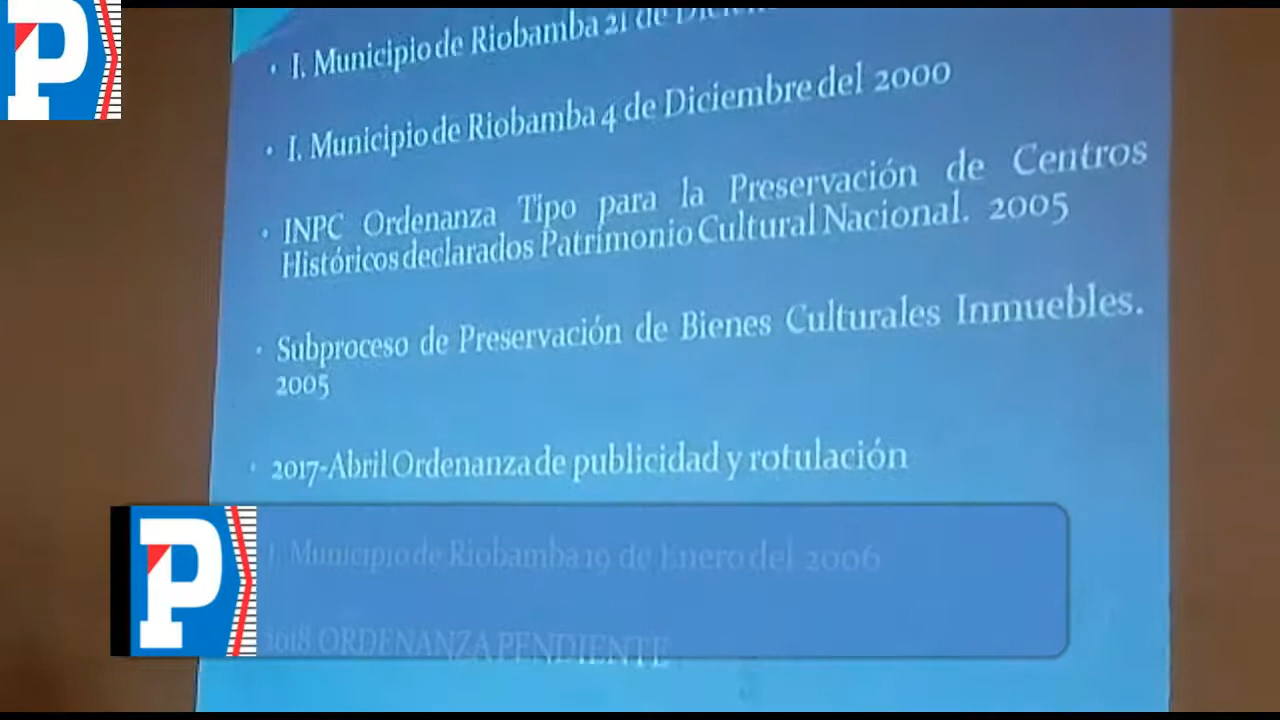 P
• I. Municipio de Riobamba 21 de
• I. Municipio de Riobamba 4 de Diciembre del 2000
• INPC Ordenanza Tipo para la Preservación de Centros
Históricos declarados Patrimonio Cultural Nacional. 2005
• Subproceso de Preservación de Bienes Culturales Inmuebles.
2005
• 2017-Abril Ordenanza de publicidad y rotulación
P
I. Municipio de Riobamba 19 de Enero del 2006
2018 ORDENANZA PENDIENTE